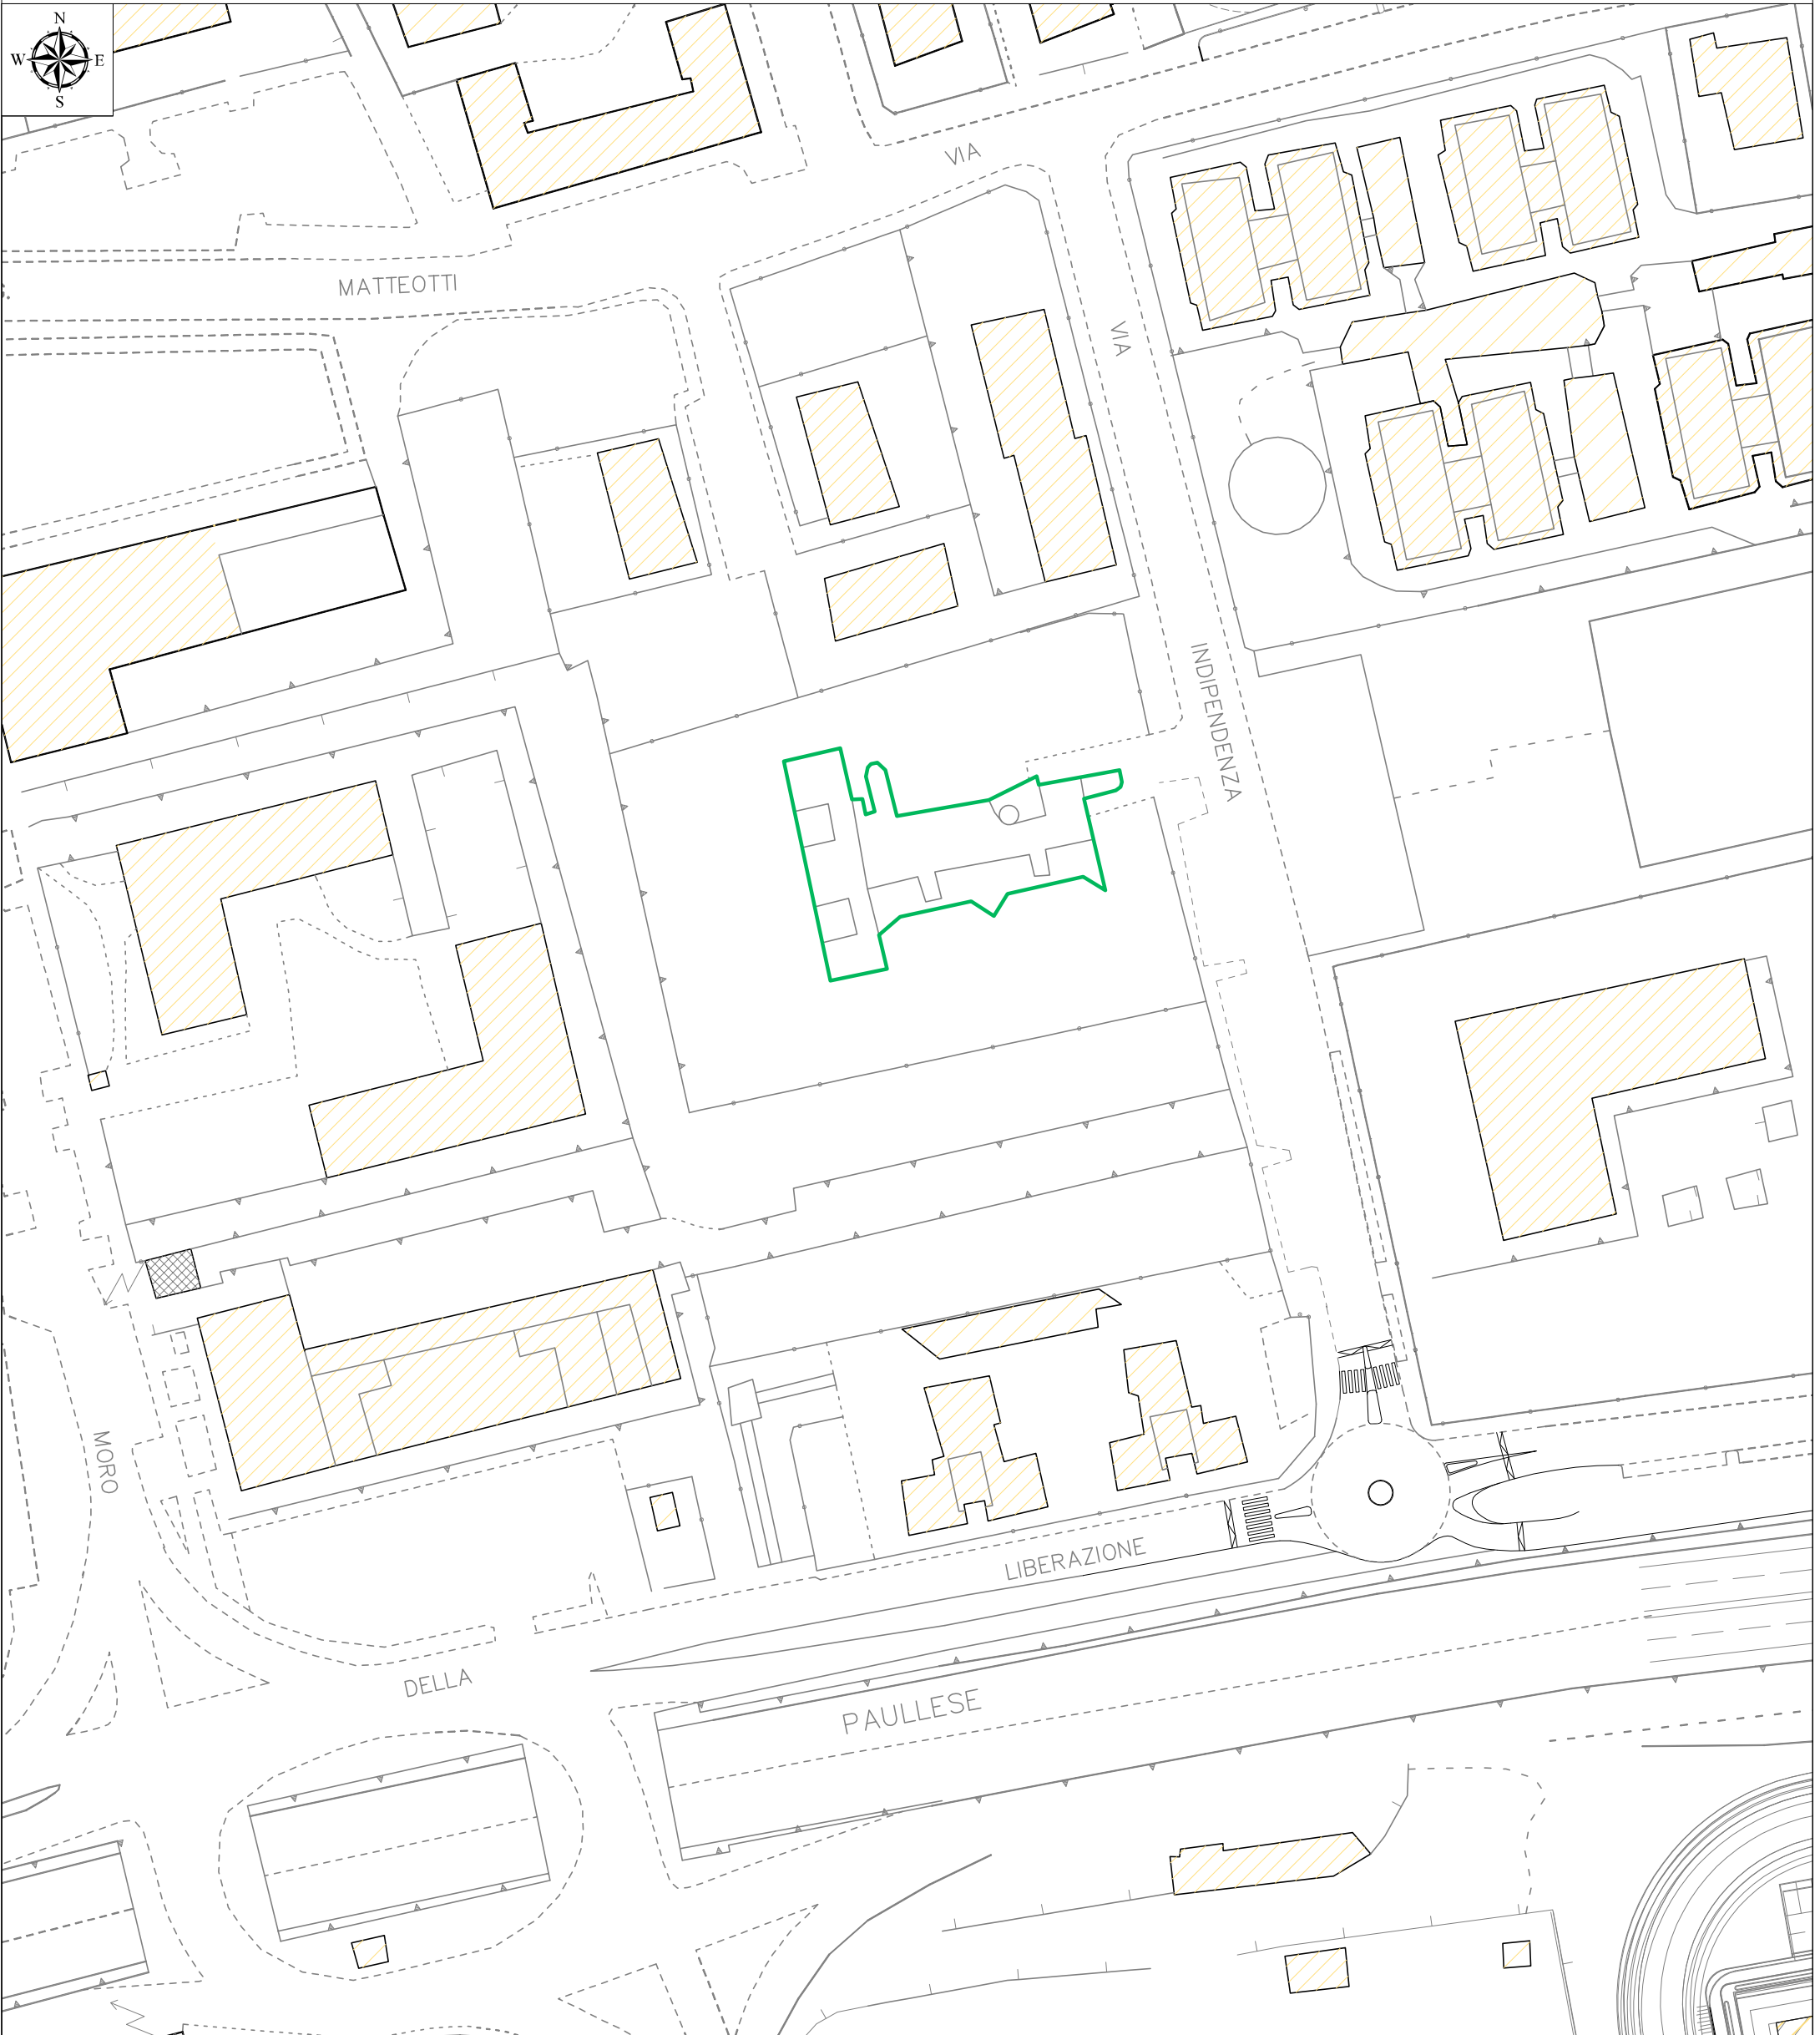 N
W E
S
VIA
MATTEOTTI
VIA
INDIPENDENZA
MORO
LIBERAZIONE
DELLA
PAULLESE